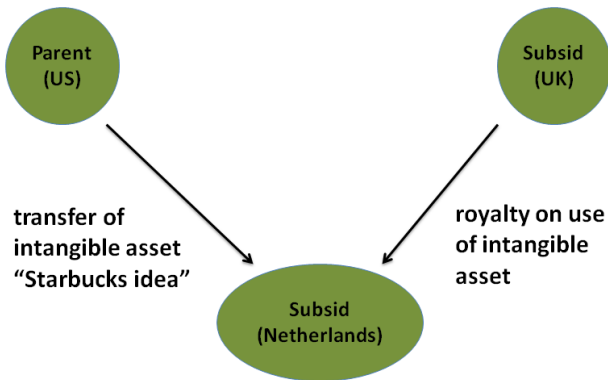 Parent
(US)
Subsid
(UK)
transfer of
intangible asset
“Starbucks idea”
royalty on use
of intangible
asset
Subsid
(Netherlands)